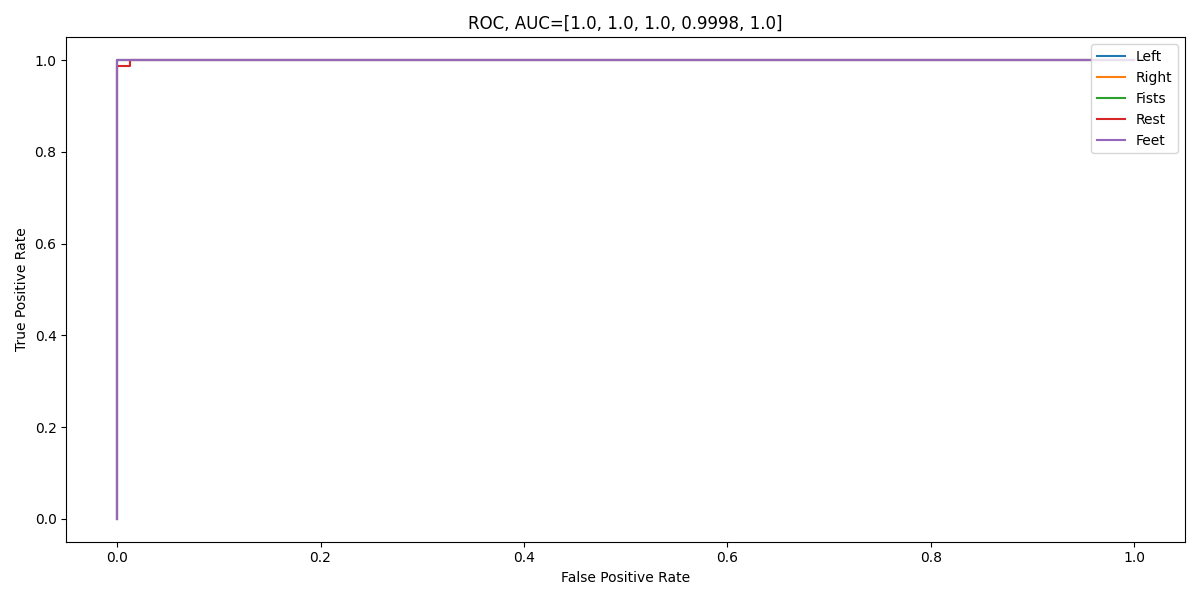 ROC, AUC=[1.0, 1.0, 1.0, 0.9998, 1.0]
Left
Right
Fists
Rest
Feet
1.0
0.8
0.6
0.4
0.2
0.0
True Positive Rate
0.0 0.2 0.4 0.6 0.8 1.0
False Positive Rate